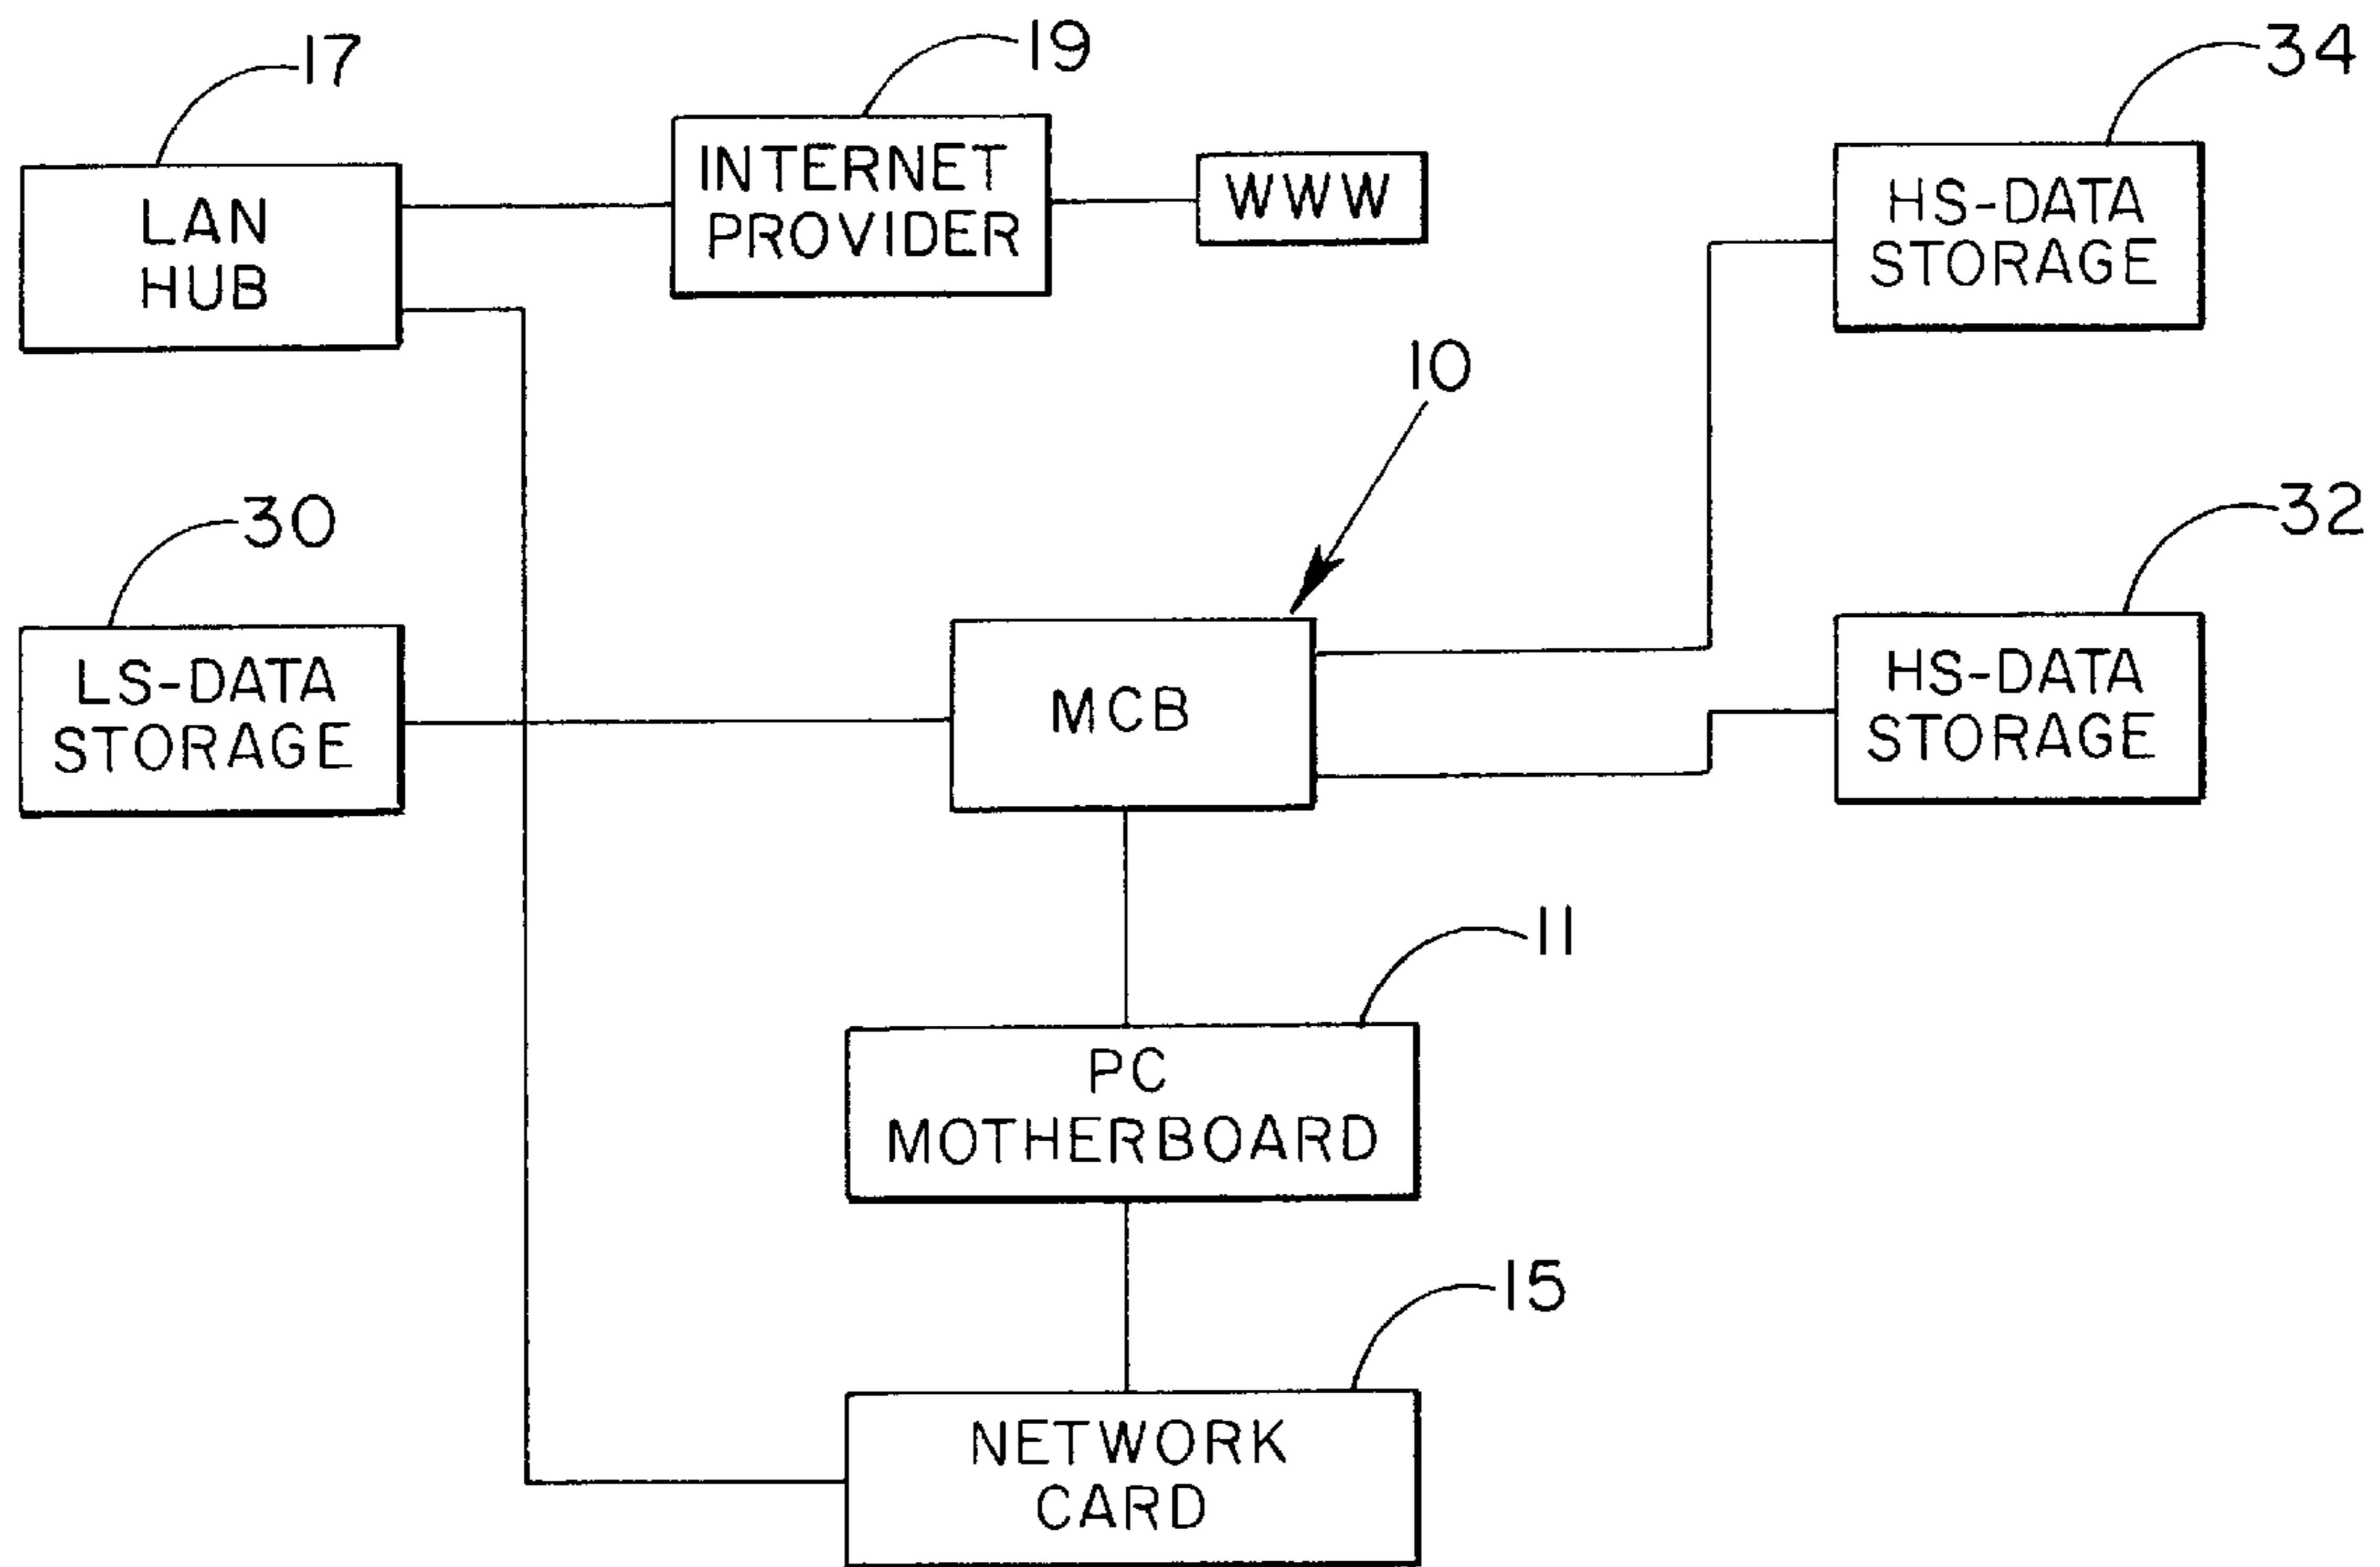 17
19
34
LAN
HUB
INTERNET
PROVIDER
WWW
HS-DATA
STORAGE
10
30
32
LS-DATA
STORAGE
MCB
HS-DATA
STORAGE
11
PC
MOTHERBOARD
15
NETWORK
CARD